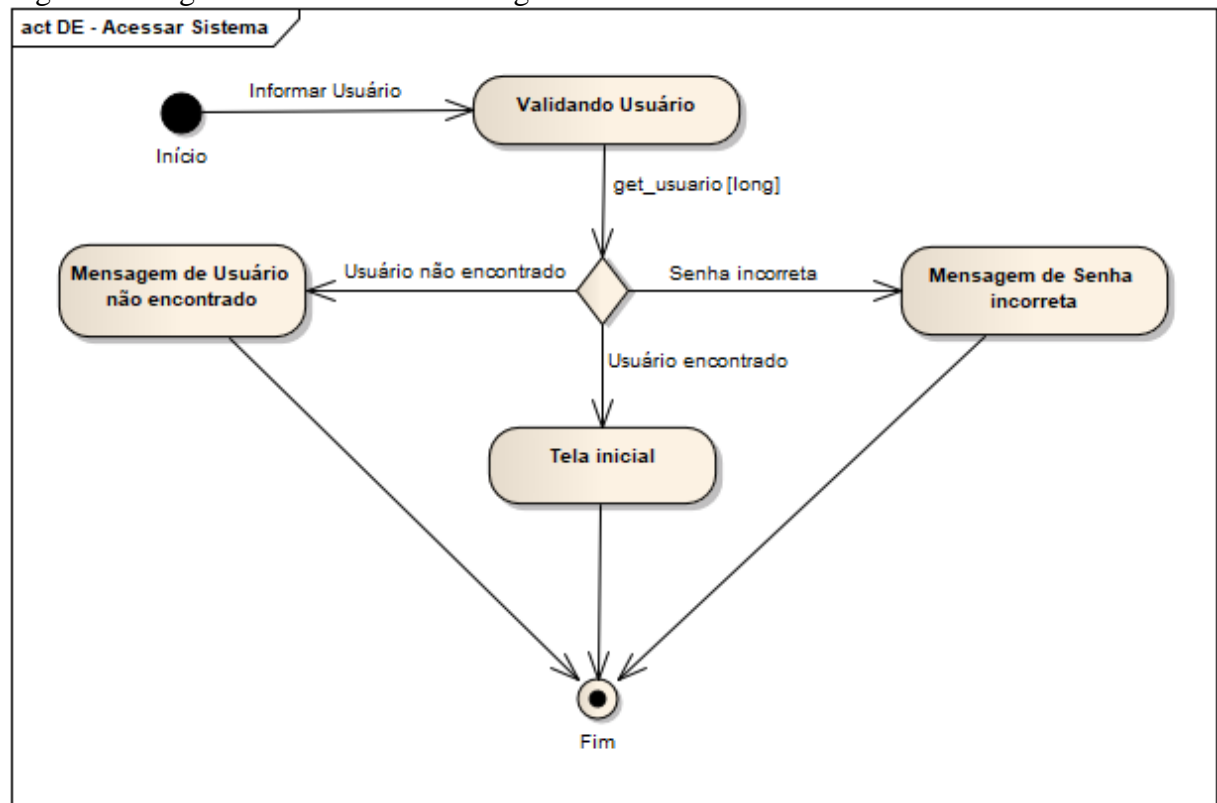 act DE - Acessar Sistema
Informar Usuário
Validando Usuário
Início
get_usuario [long]
Mensagem de Usuário
não encontrado
Usuário não encontrado
Senha incorreta
Mensagem de Senha
incorreta
Usuário encontrado
Tela inicial
Fim